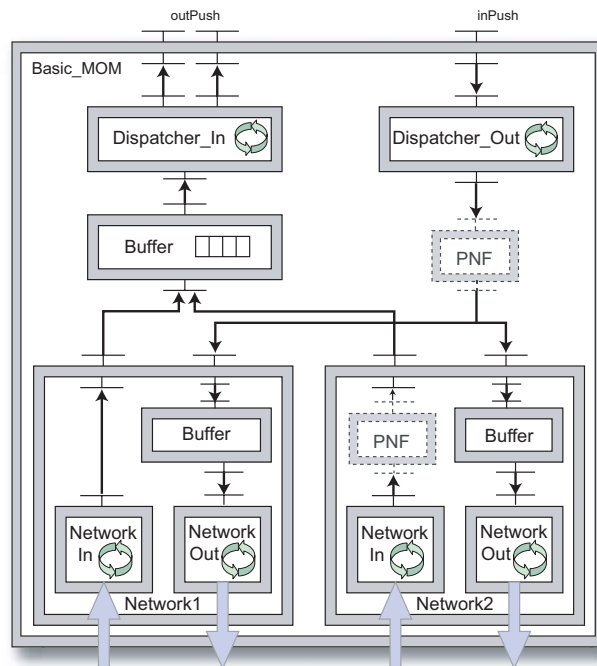 outPush
inPush
Basic_MOM
Dispatcher_In
Dispatcher_Out
Buffer
PNF
Buffer
PNF
Buffer
Network
In
Network
Out
Network
In
Network
Out
Network1
Network2